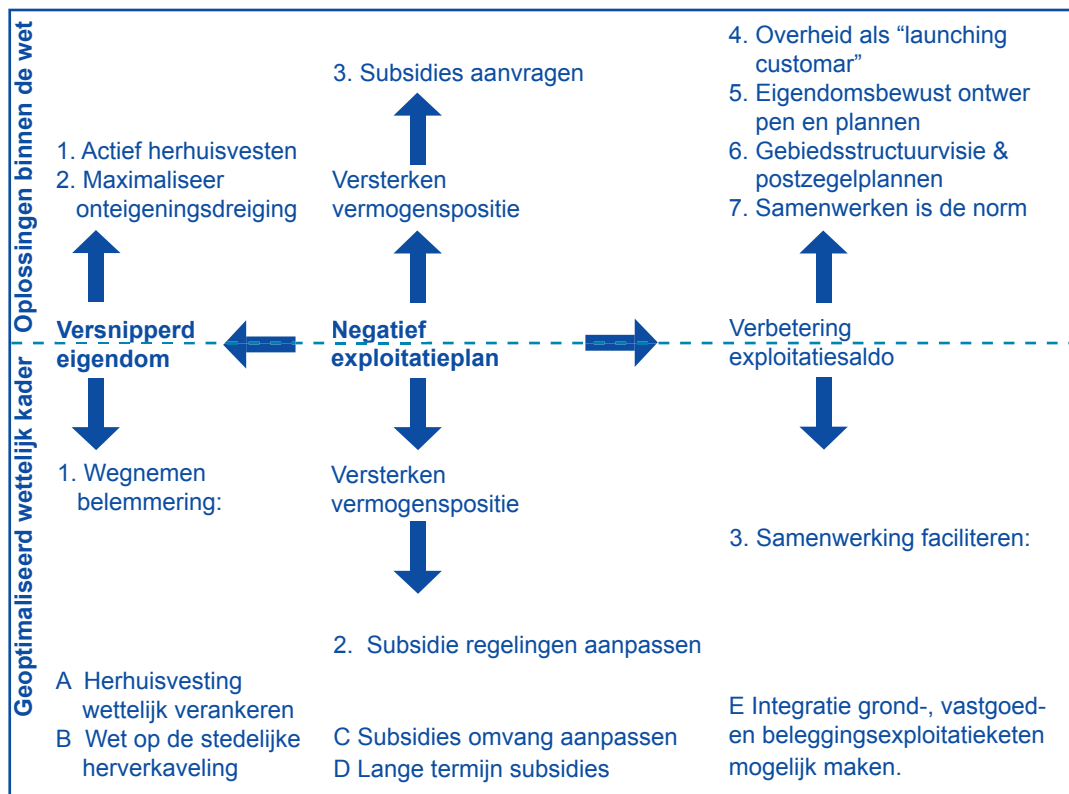 Oplossingen binnen de wet
1. Actief herhuisvesten
2. Maximaliseer
onteigeningsdreiging
3. Subsidies aanvragen
Versterken
vermogenspositie
4. Overheid als “launching
customar”
5. Eigendomsbewust ontwer
pen en plannen
6. Gebiedsstructuurvisie &
postzegelplannen
7. Samenwerken is de norm
Versnipperd
eigendom
Negatief
exploitatieplan
Verbetering
exploitatiesaldo
Geoptimaliseerd wettelijk kader
1. Wegnemen
belemmering:
A Herhuisvesting
wettelijk verankeren
B Wet op de stedelijke
herverkaveling
Versterken
vermogenspositie
2. Subsidie regelingen aanpassen
C Subsidies omvang aanpassen
D Lange termijn subsidies
3. Samenwerking faciliteren:
E Integratie grond-, vastgoed-
en beleggingsexploitatieketen
mogelijk maken.